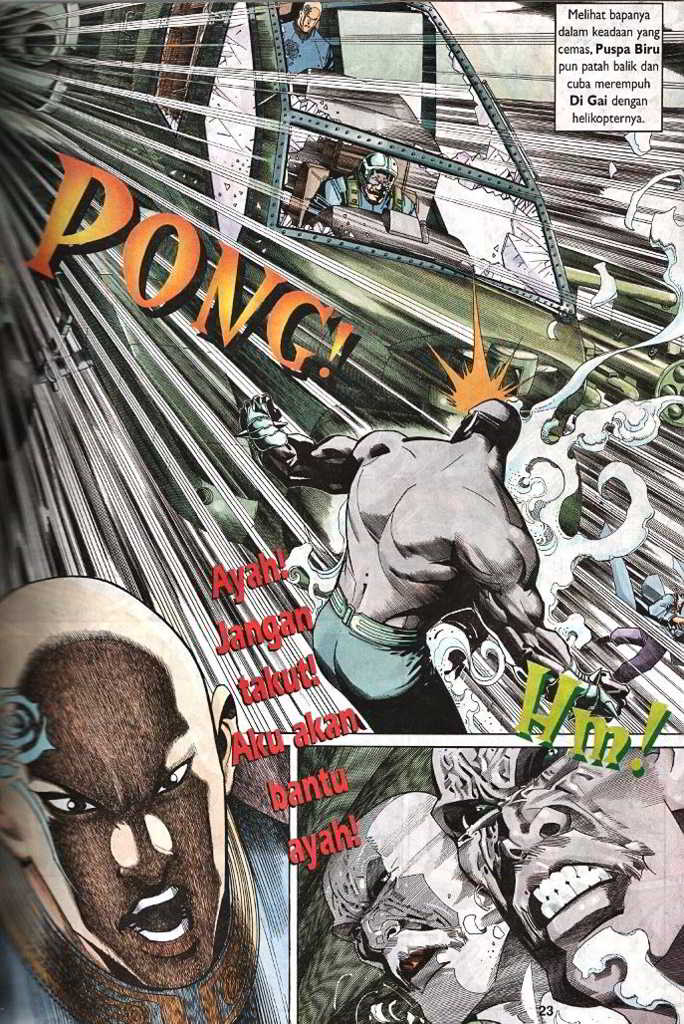 Melihat bapanya
dalam keadaan yang
cemas, Puspa Biru
pun patah balik dan
cuba merempuh
Di Gai dengan
helikopternya.
PONG!
Ayah!
Jangan
takut!
Aku akan
bantu
ayah!
Hm!
23